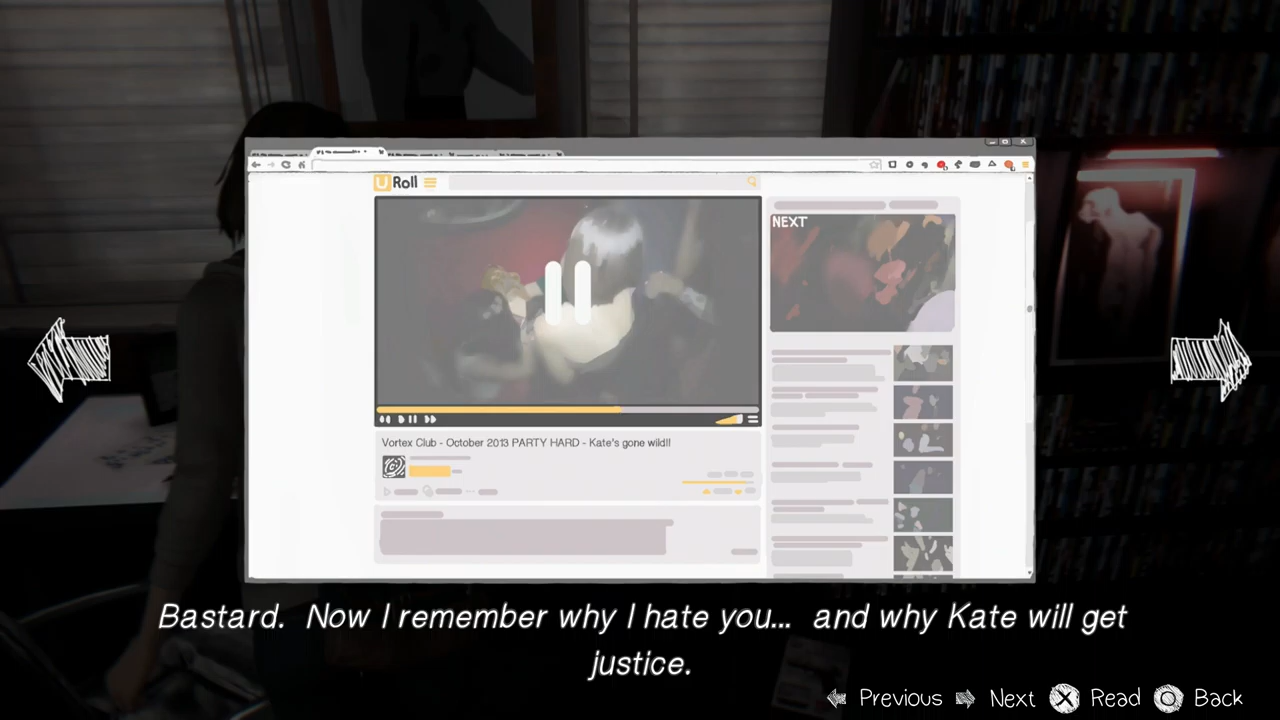 U Roll
NEXT
Vortex Club - October 2013 PARTY HARD - Kate's gone wild!!
Bastard. Now I remember why I hate you... and why Kate will get
justice.
Previous Next Read Back